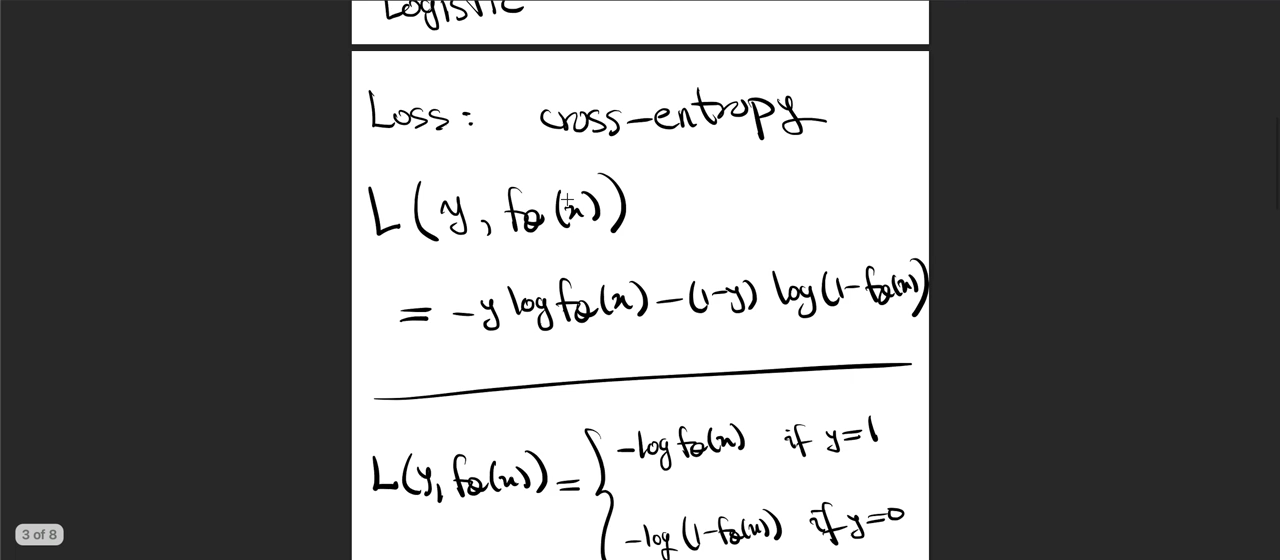 Logistic
Loss: cross-entropy
L(y, fθ(x))
= -y log fθ(x) - (1-y) log(1-fθ(x))
L(y, fθ(x)) = { -log fθ(x) if y=1
-log (1-fθ(x)) if y=0
3 of 8